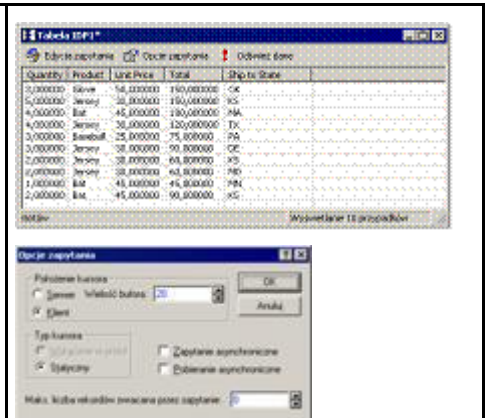 Tabela IDP1*
Edycja zapytania Opcje zapytania Odśwież dane
Quantity Product Unit Price Total Ship to State
3,000000 Glove 50,000000 150,000000 OK
5,000000 Jersey 30,000000 150,000000 KS
4,000000 Bat 45,000000 180,000000 MA
4,000000 Jersey 30,000000 120,000000 TX
3,000000 Baseball 25,000000 75,000000 PA
3,000000 Jersey 30,000000 90,000000 DE
2,000000 Jersey 30,000000 60,000000 KS
2,000000 Jersey 30,000000 60,000000 MD
1,000000 Bat 45,000000 45,000000 MN
2,000000 Bat 45,000000 90,000000 KS
Gotów Wyświetlanie 10 przypadków
Opcje zapytania
Położenie kursora
Serwer Wielkość bufora: 20
Klient
OK
Anuluj
Typ kursora
Wyłącznie w przód
Statyczny
Zapytanie asynchroniczne
Pobieranie asynchroniczne
Maks. liczba rekordów zwracana przez zapytanie: 0